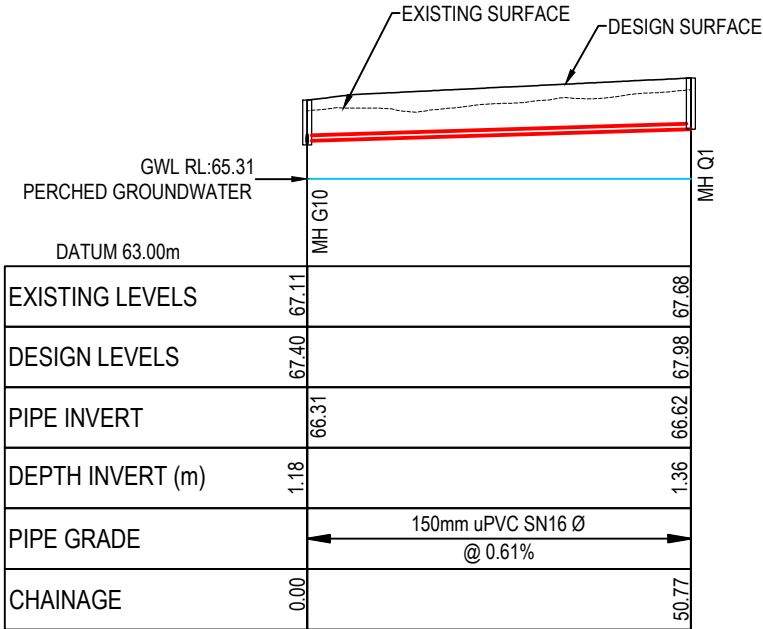 EXISTING SURFACE
DESIGN SURFACE
GWL RL:65.31
PERCHED GROUNDWATER
MH G10
MH Q1
DATUM 63.00m
EXISTING LEVELS 67.11 67.68
DESIGN LEVELS 67.40 67.98
PIPE INVERT 66.31 66.62
DEPTH INVERT (m) 1.18 1.36
PIPE GRADE
150mm uPVC SN16 Ø
@ 0.61%
CHAINAGE 0.00 50.77